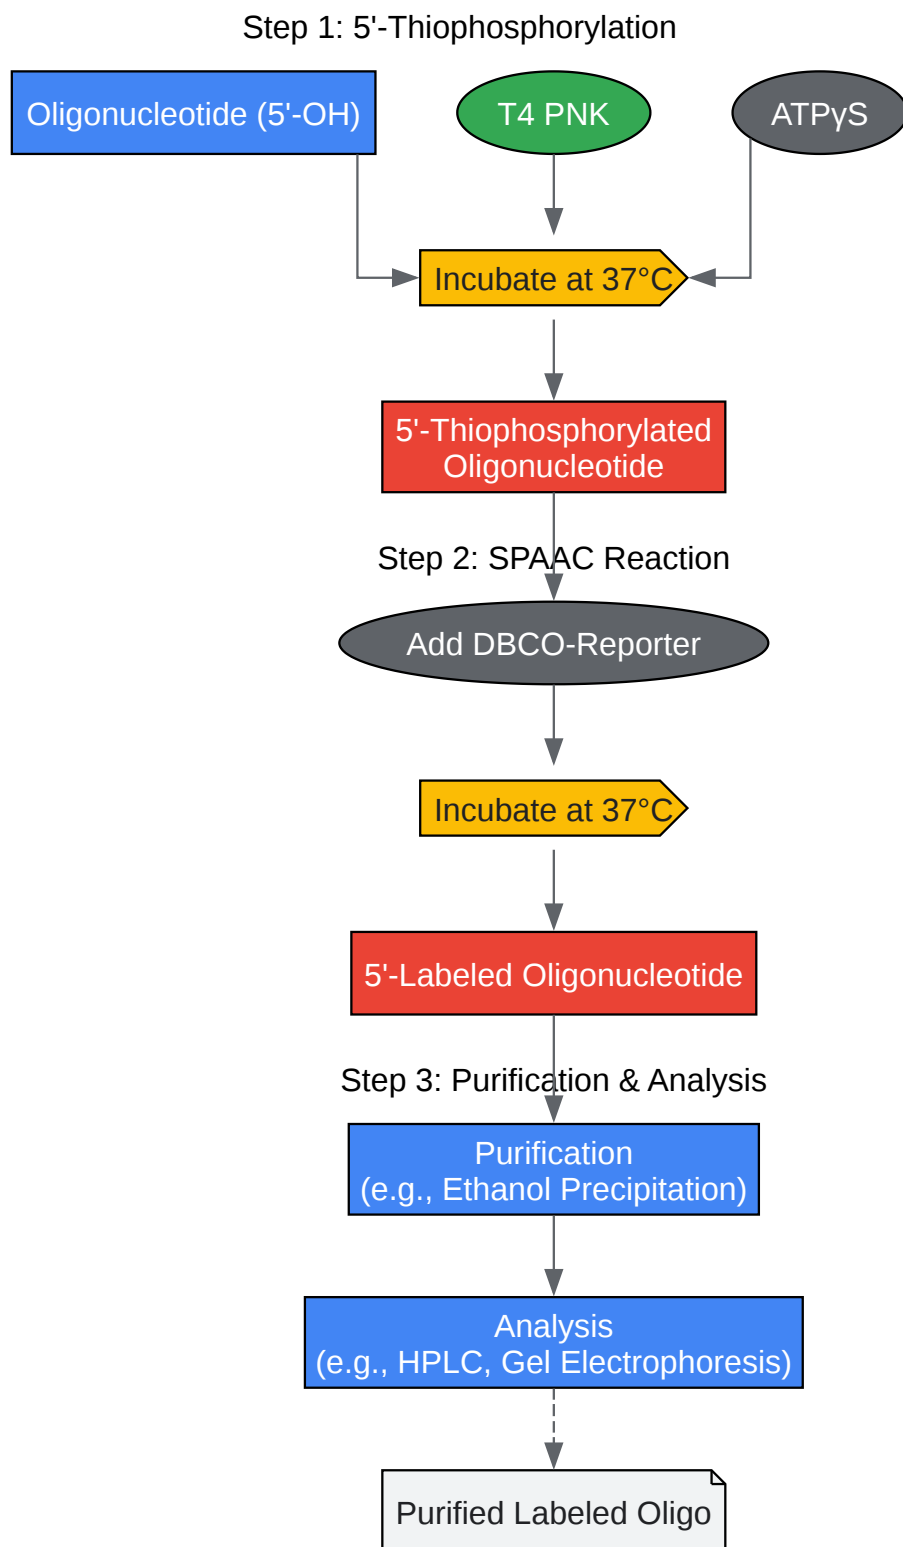 Step 1: 5'-Thiophosphorylation
Oligonucleotide (5'-OH)
T4 PNK
ATPγS
Incubate at 37°C
5'-Thiophosphorylated
Oligonucleotide
Step 2: SPAAC Reaction
Add DBCO-Reporter
Incubate at 37°C
5'-Labeled Oligonucleotide
Step 3: Purification & Analysis
Purification
(e.g., Ethanol Precipitation)
Analysis
(e.g., HPLC, Gel Electrophoresis)
Purified Labeled Oligo